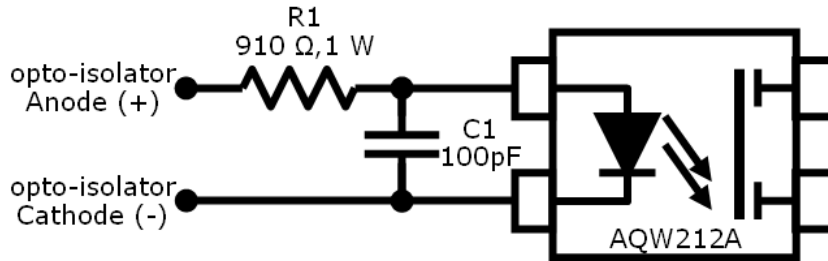 R1
910 Ω,1 W
opto-isolator
Anode (+)
C1
100pF
opto-isolator
Cathode (-)
AQW212A